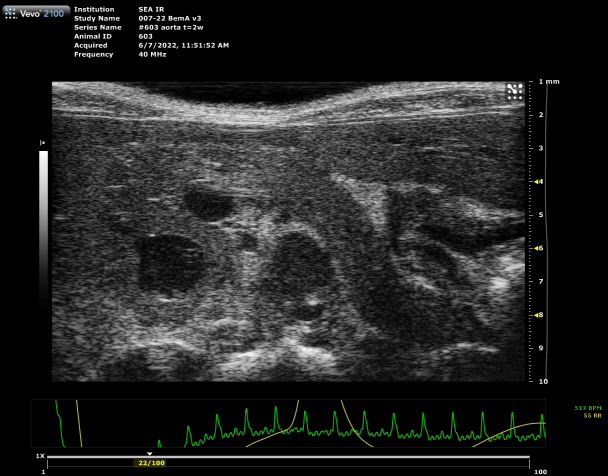 Vevo 2100
Institution SEA IR
Study Name 007-22 BemA v3
Series Name #603 aorta t=2w
Animal ID 603
Acquired 6/7/2022, 11:51:52 AM
Frequency 40 MHz
1 mm
2
3
4
5
6
7
8
9
10
55 RR
1X
22/100
1 100